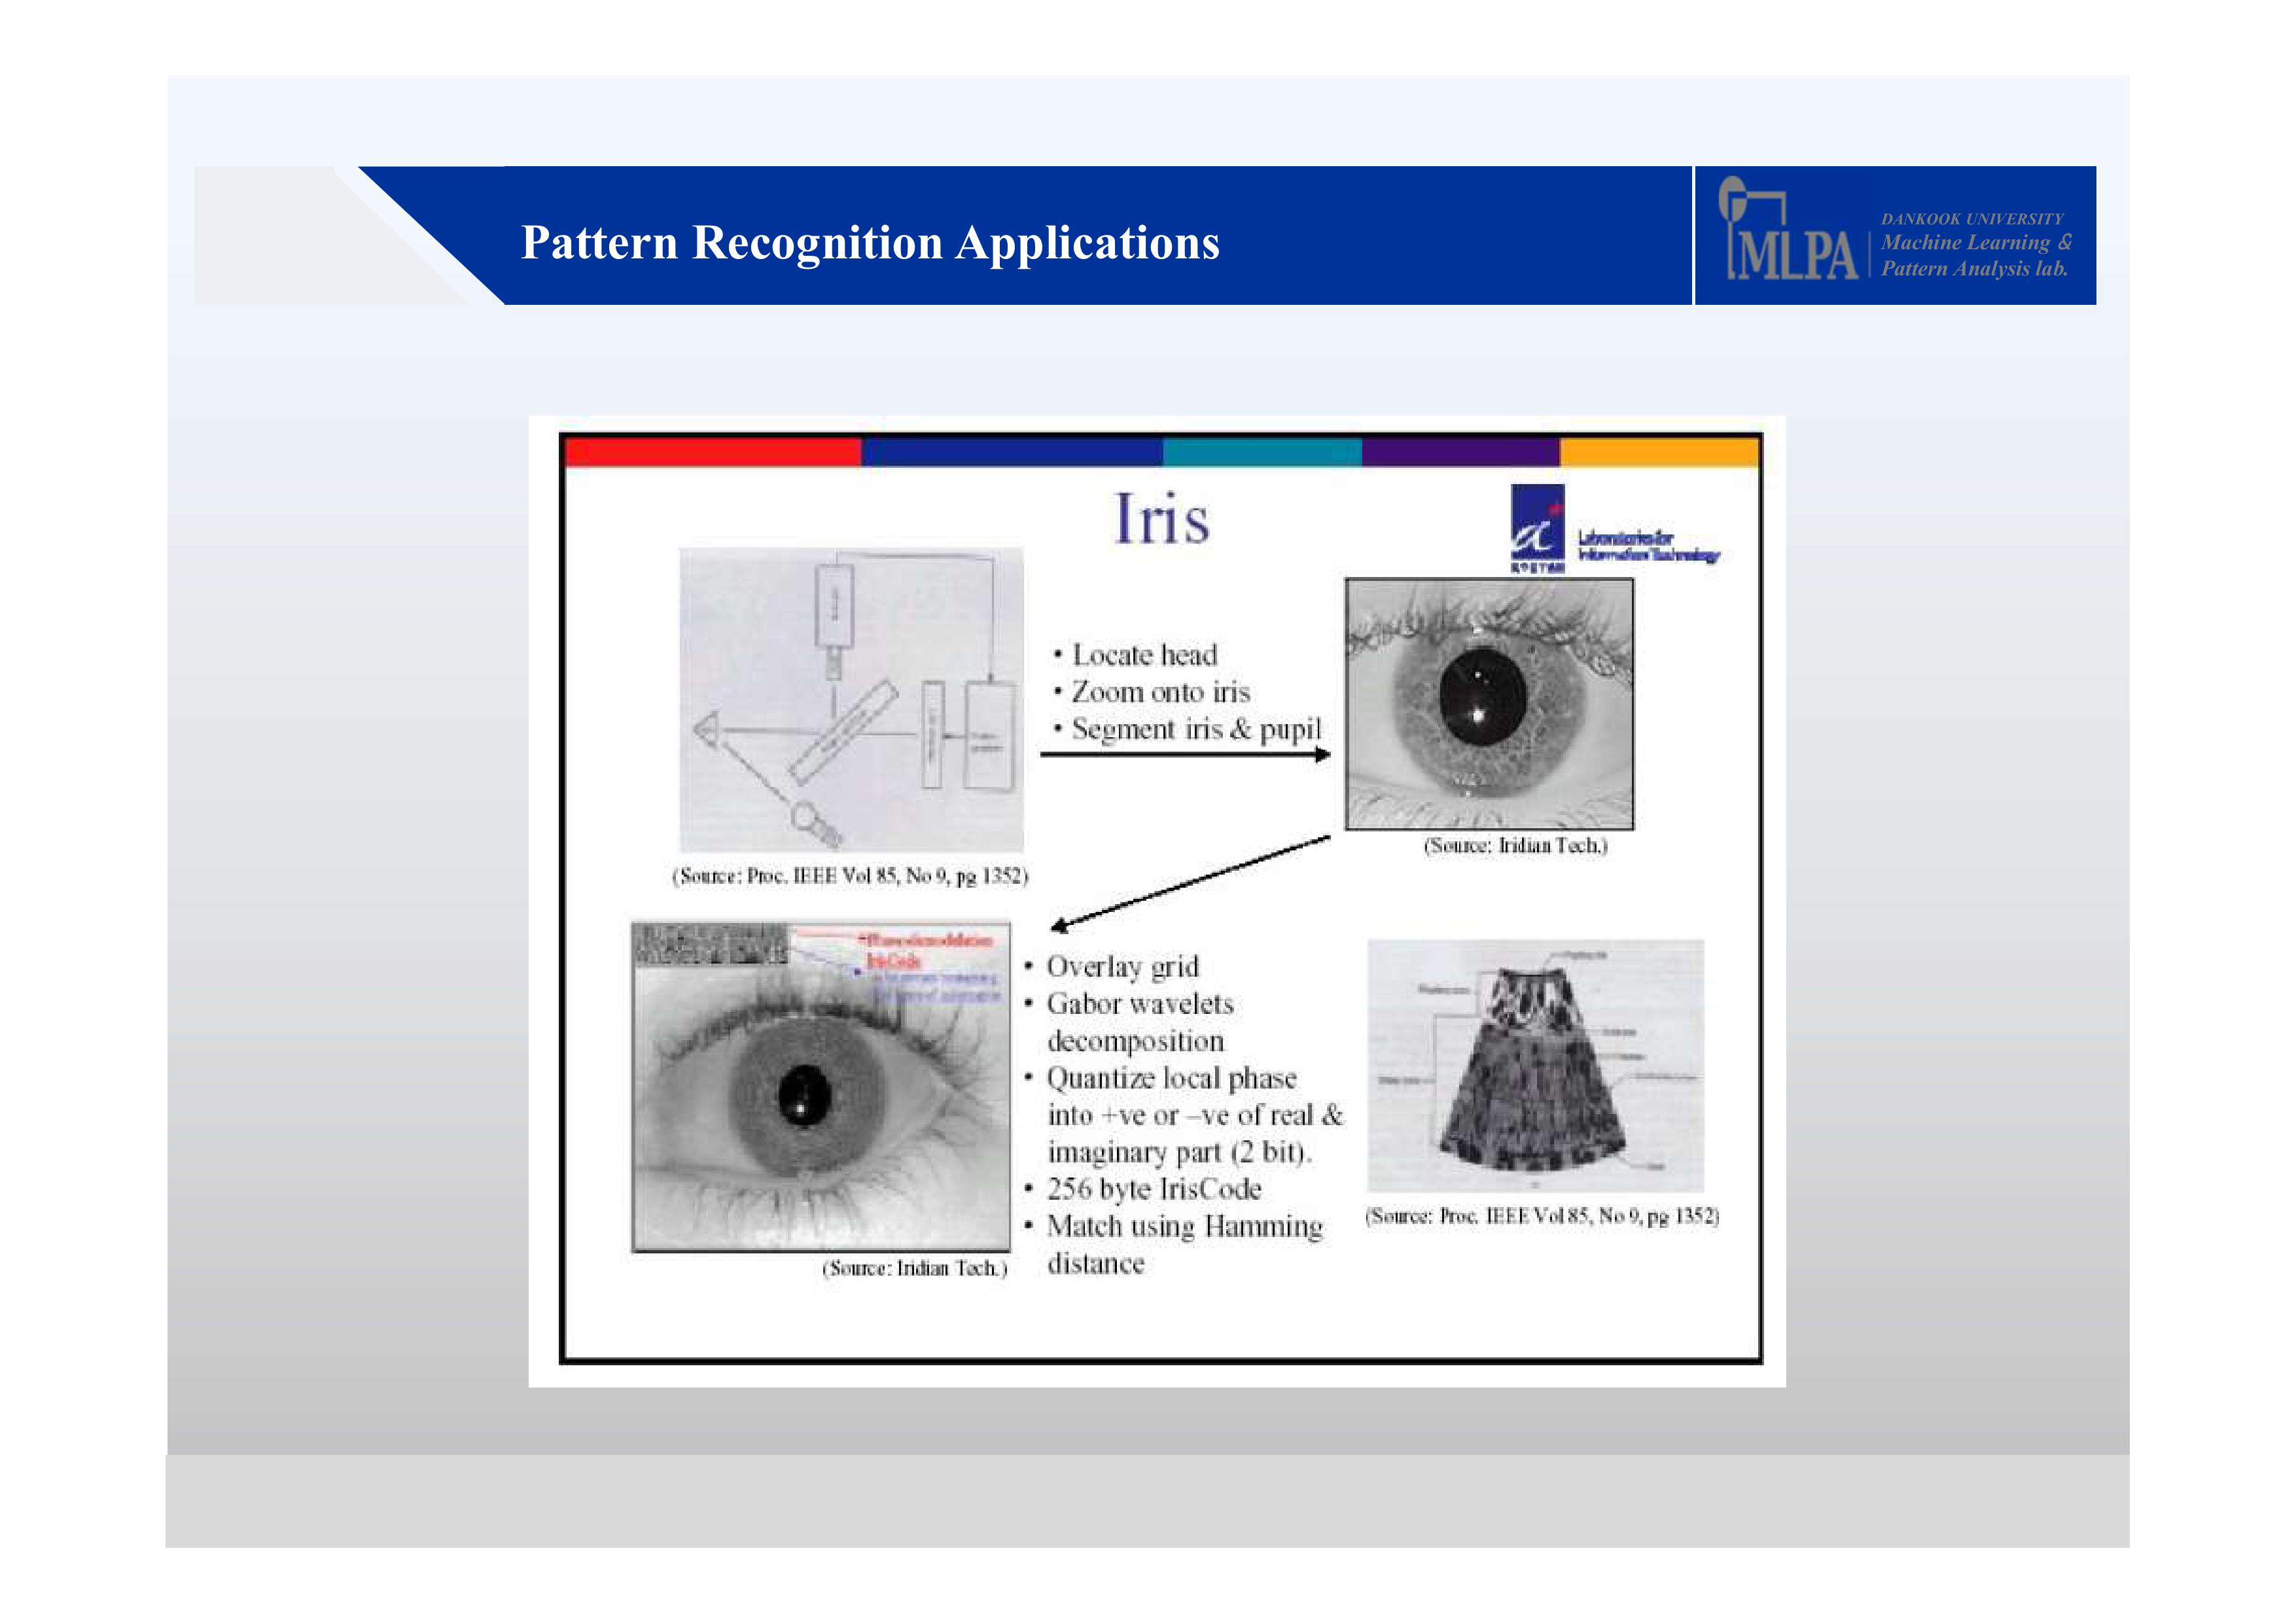 Pattern Recognition Applications
MLPA
DANKOOK UNIVERSITY
Machine Learning &
Pattern Analysis lab.
Iris
Laboratories for
Information Technology
• Locate head
• Zoom onto iris
• Segment iris & pupil
(Source: Iridian Tech.)
(Source: Proc. IEEE Vol 85, No 9, pg 1352)
IrisCode
• Overlay grid
• Gabor wavelets
decomposition
• Quantize local phase
into +ve or –ve of real &
imaginary part (2 bit).
• 256 byte IrisCode
• Match using Hamming
distance
(Source: Proc. IEEE Vol 85, No 9, pg 1352)
(Source: Iridian Tech.)